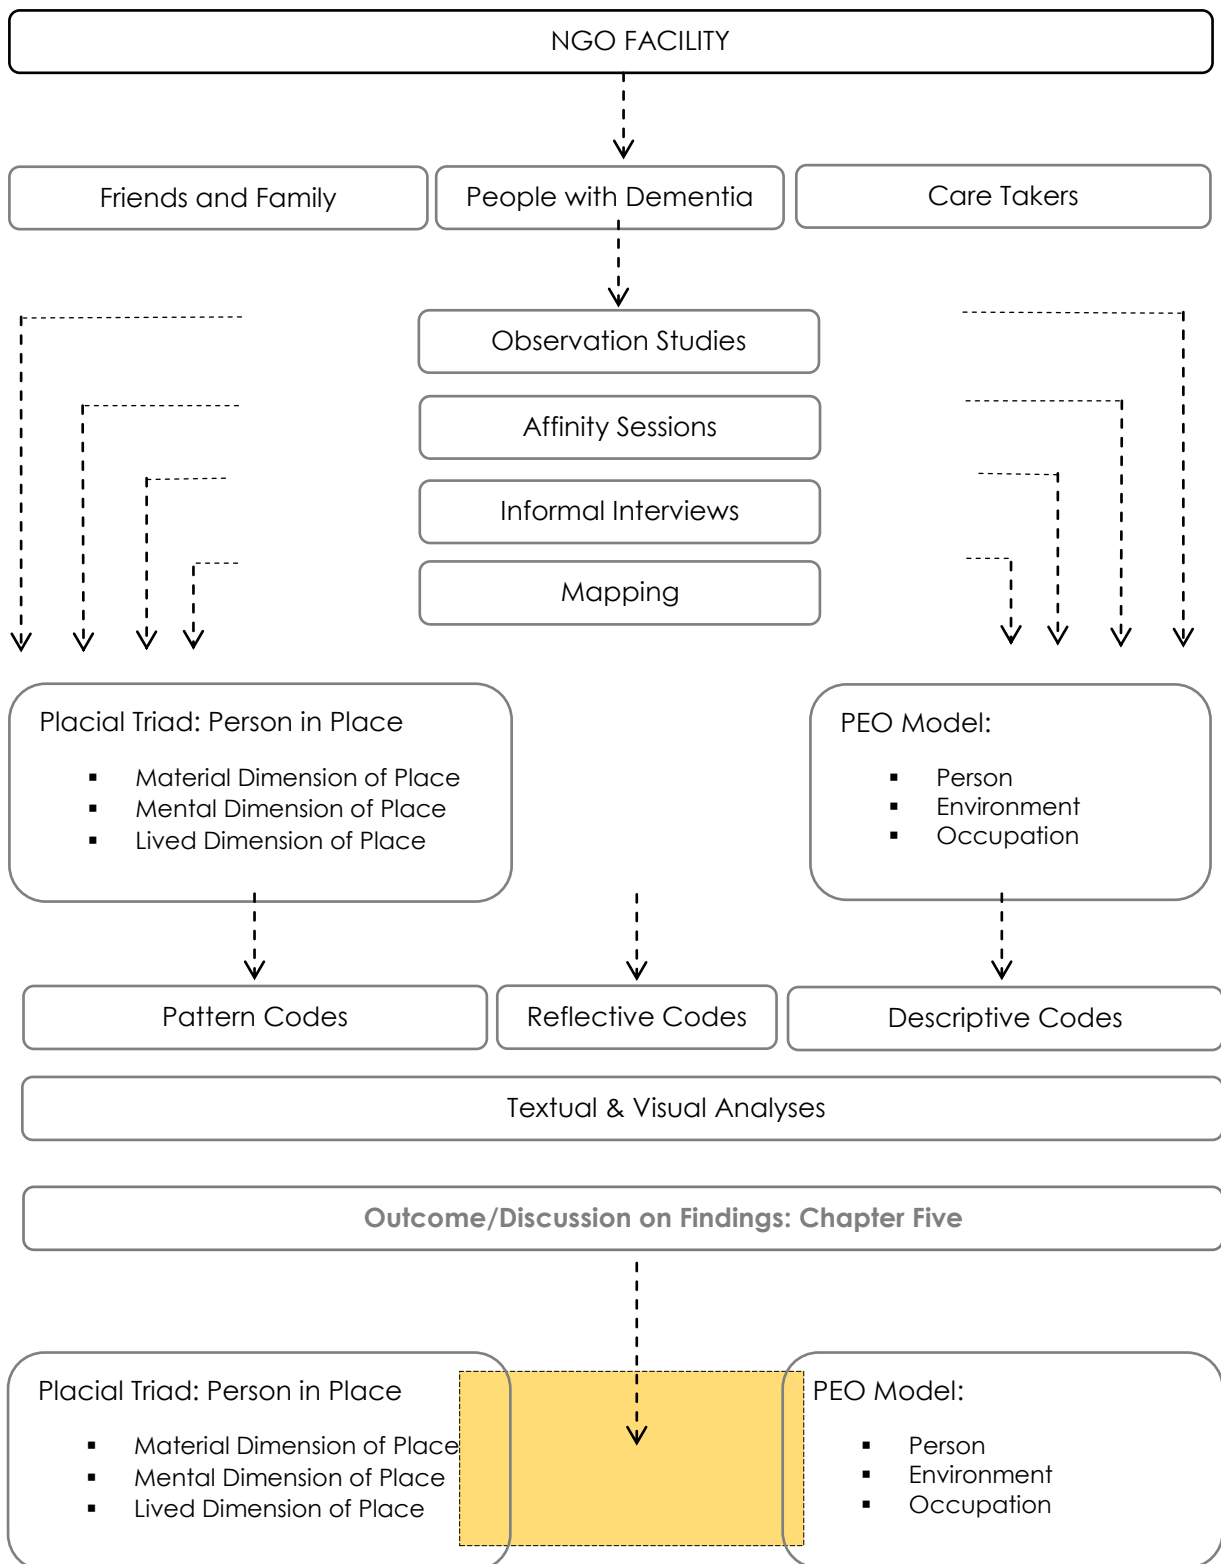 NGO FACILITY
Friends and Family
People with Dementia
Care Takers
Observation Studies
Affinity Sessions
Informal Interviews
Mapping
Placial Triad: Person in Place
▪ Material Dimension of Place
▪ Mental Dimension of Place
▪ Lived Dimension of Place
PEO Model:
▪ Person
▪ Environment
▪ Occupation
Pattern Codes
Reflective Codes
Descriptive Codes
Textual & Visual Analyses
Outcome/Discussion on Findings: Chapter Five
Placial Triad: Person in Place
▪ Material Dimension of Place
▪ Mental Dimension of Place
▪ Lived Dimension of Place
PEO Model:
▪ Person
▪ Environment
▪ Occupation